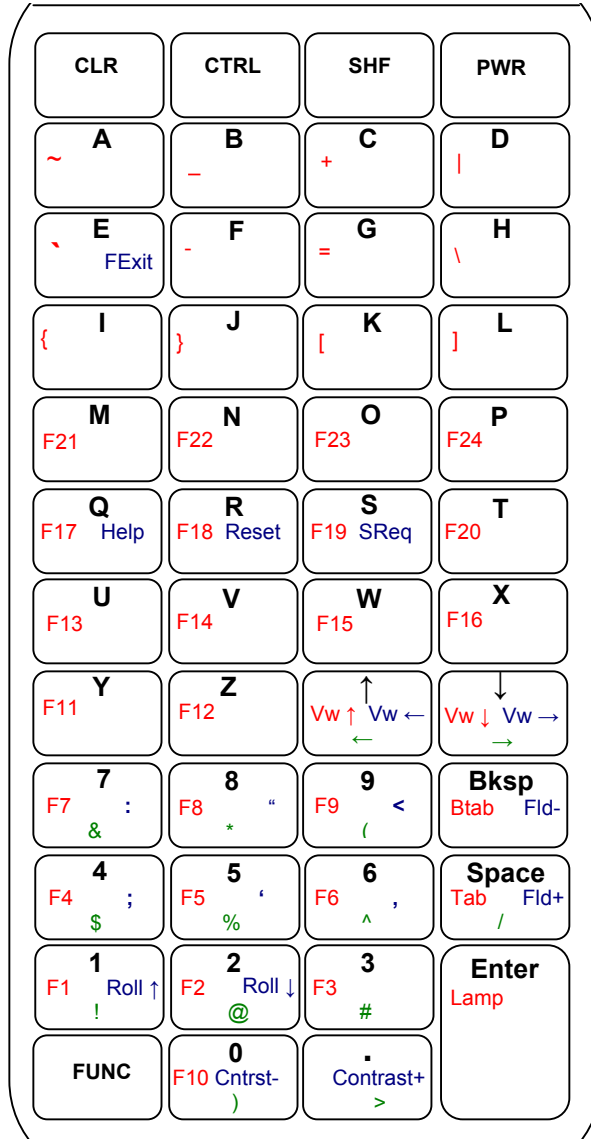 CLR CTRL SHF PWR
A B C D
~ _ + |
E F G H
` FExit - = \
I J K L
{ } [ ]
M N O P
F21 F22 F23 F24
Q R S T
F17 Help F18 Reset F19 SReq F20
U V W X
F13 F14 F15 F16
Y Z ↑ ↓
F11 F12 Vw ↑ Vw ← Vw ↓ Vw →
← →
7 8 9 Bksp
F7 : F8 “ F9 < Btab Fld-
& * (
4 5 6 Space
F4 ; F5 ‘ F6 , Tab Fld+
$ % ^ /
1 2 3 Enter
F1 Roll ↑ F2 Roll ↓ F3 Lamp
! @ #
FUNC 0 .
F10 Cntrst- Contrast+
) >